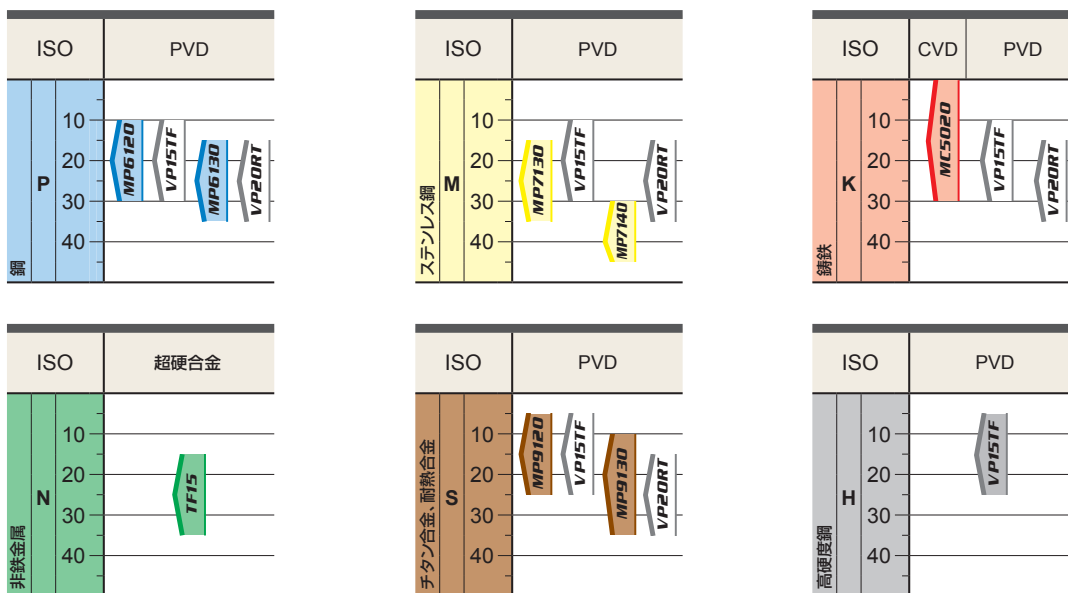 ISO PVD
鋼
P
10
20
30
40
MP6120
VP15TF
MP6130
VP20RT
ISO PVD
ステンレス鋼
M
10
20
30
40
MP7130
VP15TF
MP7140
VP20RT
ISO CVD PVD
鋳鉄
K
10
20
30
40
MC5020
VP15TF
VP20RT
ISO 超硬合金
非鉄金属
N
10
20
30
40
TF15
ISO PVD
チタン合金、耐熱合金
S
10
20
30
40
MP9120
VP15TF
MP9130
VP20RT
ISO PVD
高硬度鋼
H
10
20
30
40
VP15TF